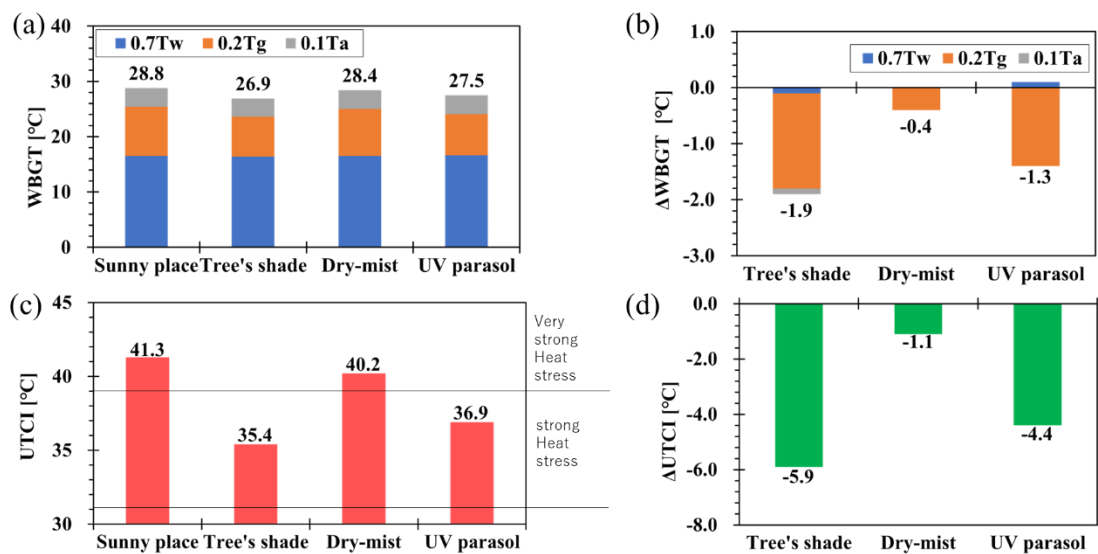 (a)
WBGT [℃]
40
30
20
10
0
0.7Tw 0.2Tg 0.1Ta
28.8 26.9 28.4 27.5
Sunny place Tree's shade Dry-mist UV parasol
(b)
ΔWBGT [℃]
1.0
0.0
-1.0
-2.0
-3.0
0.7Tw 0.2Tg 0.1Ta
-1.9 -0.4 -1.3
Tree's shade Dry-mist UV parasol
(c)
UTCI [℃]
45
40
35
30
41.3 35.4 40.2 36.9
Very
strong
Heat
stress
strong
Heat
stress
Sunny place Tree's shade Dry-mist UV parasol
(d)
ΔUTCI [℃]
0.0
-2.0
-4.0
-6.0
-8.0
-5.9 -1.1 -4.4
Tree's shade Dry-mist UV parasol